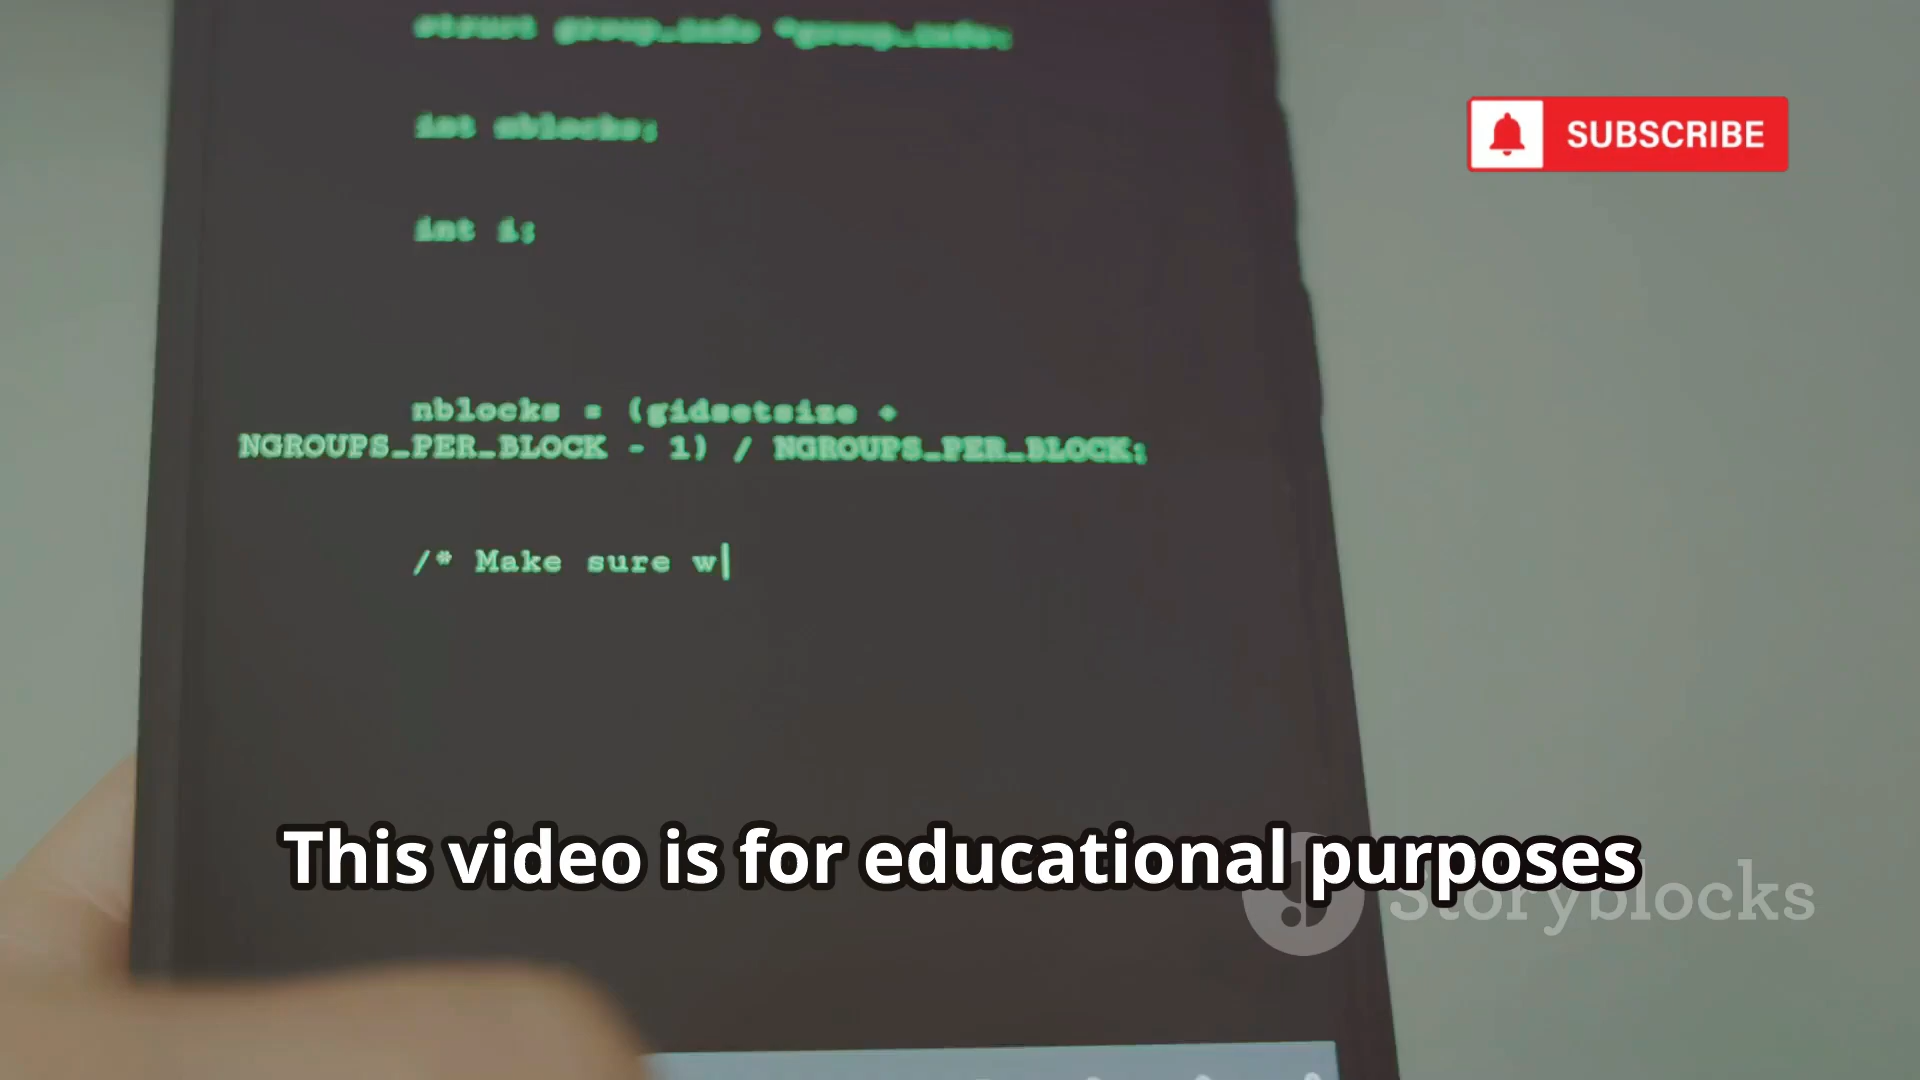 struct group_info *group_info;
SUBSCRIBE
int nblocks;
int i;
nblocks = (gidsetsize +
NGROUPS_PER_BLOCK - 1) / NGROUPS_PER_BLOCK;
/* Make sure w
This video is for educational purposes
Storyblocks